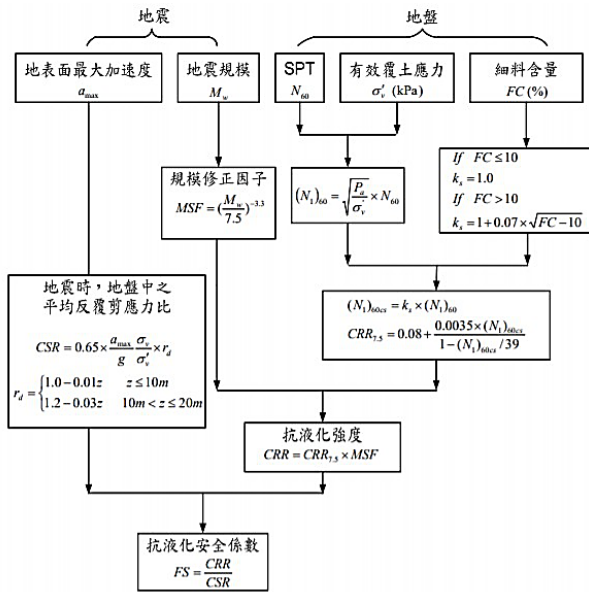 地震
地盤
地表面最大加速度
a_max
地震規模
M_w
SPT
N_60
有效覆土應力
σ'_v (kPa)
細料含量
FC(%)
規模修正因子
MSF=(M_w/7.5)^-3.3
(N_1)_60=√(P_a/σ'_v)×N_60
If FC≤10
k_s=1.0
If FC>10
k_s=1+0.07×√(FC-10)
地震時,地盤中之
平均反覆剪應力比
CSR=0.65×(a_max/g)(σ_v/σ'_v)×r_d
r_d={1.0-0.01z z≤10m
1.2-0.03z 10m<z≤20m
(N_1)_60cs=k_s×(N_1)_60
CRR_7.5=0.08+(0.0035×(N_1)_60cs)/(1-(N_1)_60cs/39)
抗液化強度
CRR=CRR_7.5×MSF
抗液化安全係數
FS=CRR/CSR